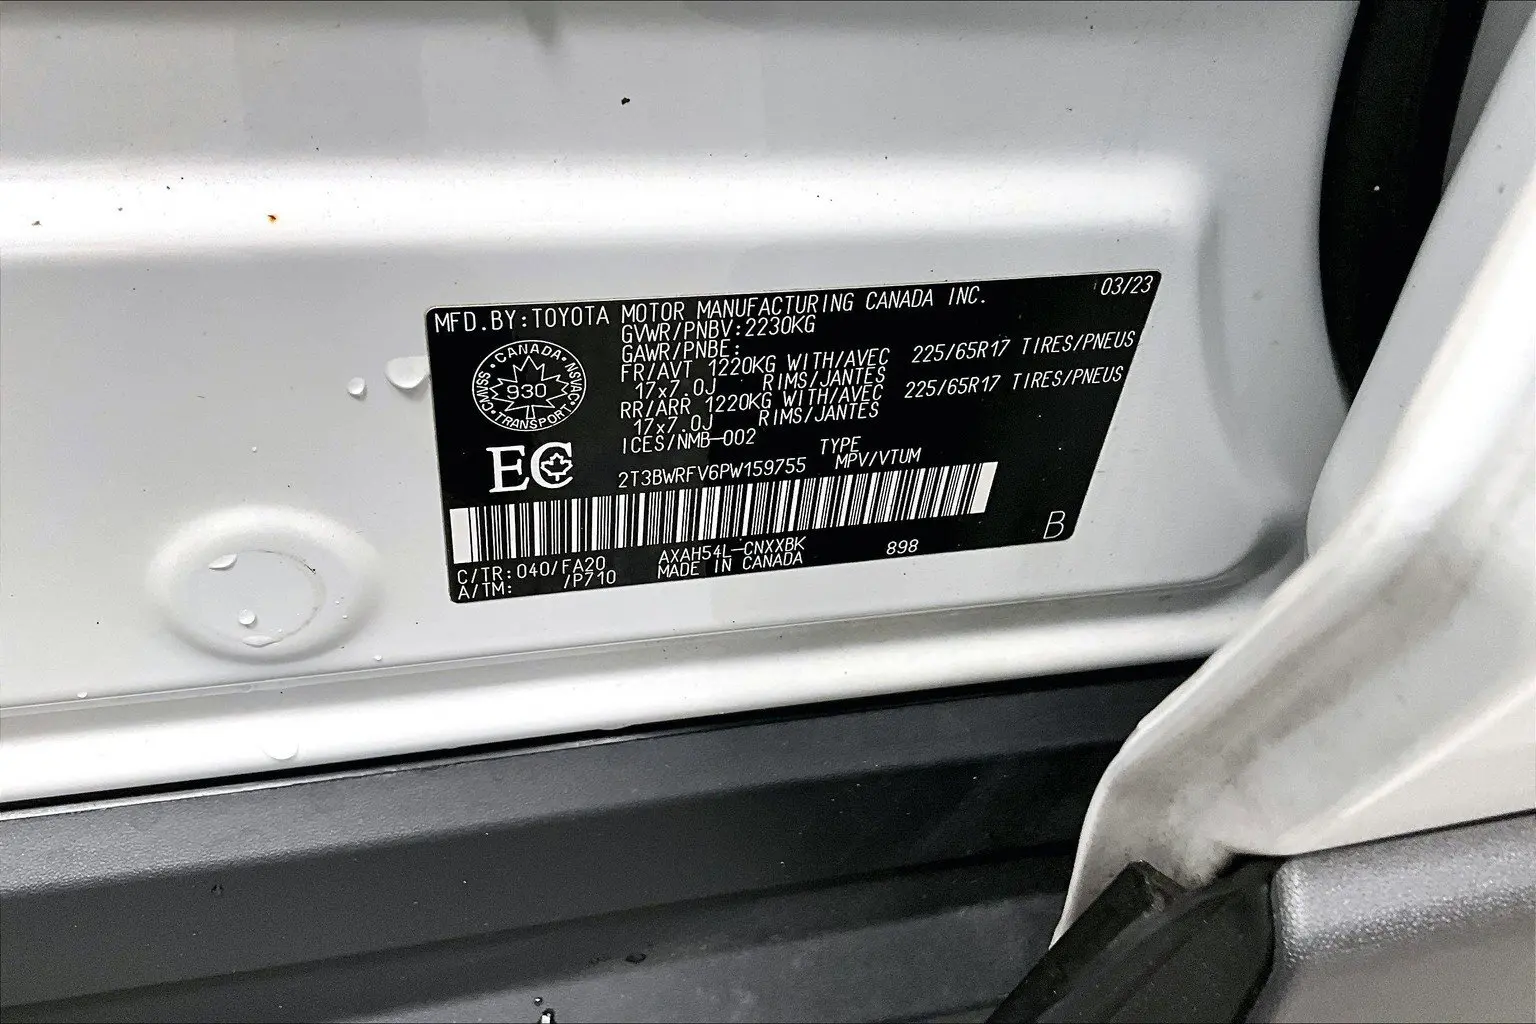 MFD.BY:TOYOTA MOTOR MANUFACTURING CANADA INC. 03/23
GVWR/PNBV:2230KG
GAWR/PNBE:
FR/AVT 1220KG WITH/AVEC 225/65R17 TIRES/PNEUS
17x7.0J RIMS/JANTES
RR/ARR 1220KG WITH/AVEC 225/65R17 TIRES/PNEUS
17x7.0J RIMS/JANTES
ICES/NMB-002
CANADA
CMVSS 930 NSVAC
TRANSPORT
EC
TYPE
2T3BWRFV6PW159755 MPV/VTUM
B
C/TR:040/FA20 AXAH54L-CNXXBK 898
A/TM: /P710 MADE IN CANADA